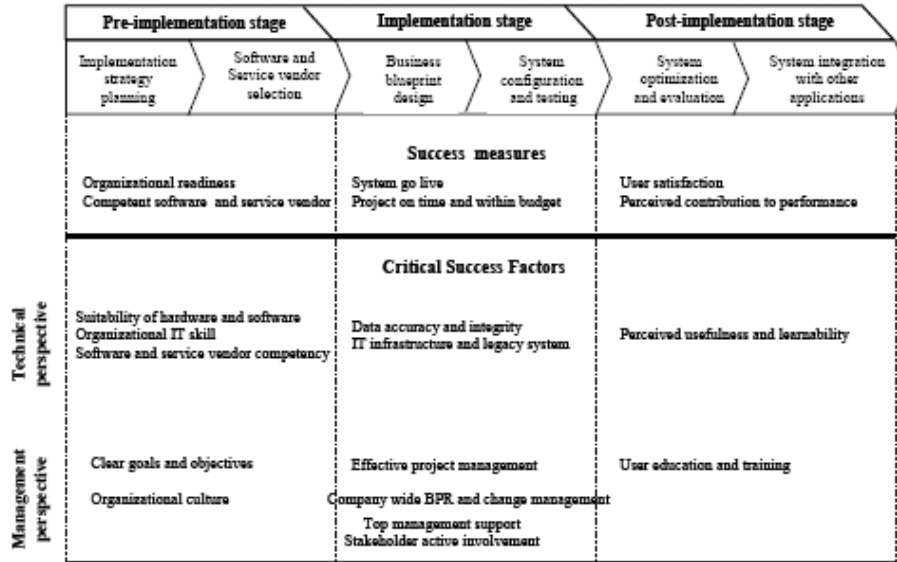 Pre-implementation stage
Implementation stage
Post-implementation stage
Implementation
strategy
planning
Software and
Service vendor
selection
Business
blueprint
design
System
configuration
and testing
System
optimization
and evaluation
System integration
with other
applications
Success measures
Organizational readiness
Competent software and service vendor
System go live
Project on time and within budget
User satisfaction
Perceived contribution to performance
Critical Success Factors
Technical
perspective
Suitability of hardware and software
Organizational IT skill
Software and service vendor competency
Data accuracy and integrity
IT infrastructure and legacy system
Perceived usefulness and learnability
Management
perspective
Clear goals and objectives
Organizational culture
Effective project management
Company wide BPR and change management
Top management support
Stakeholder active involvement
User education and training